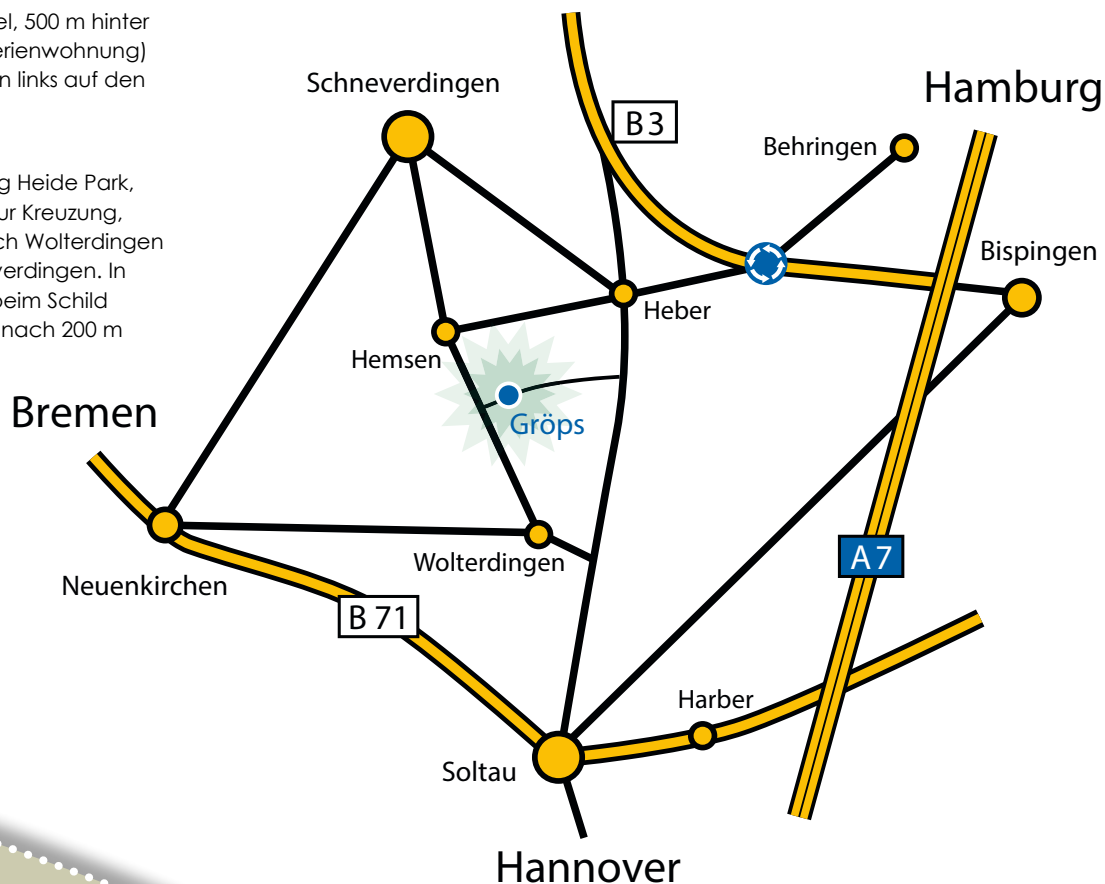 el, 500 m hinter
erienwohnung)
n links auf den
g Heide Park,
ur Kreuzung,
ch Wolterdingen
verdingen. In
beim Schild
nach 200 m
Schneverdingen
Hamburg
B 3
Behringen
Bispingen
Heber
Hemsen
Gröps
Bremen
Wolterdingen
A 7
Neuenkirchen
B 71
Harber
Soltau
Hannover